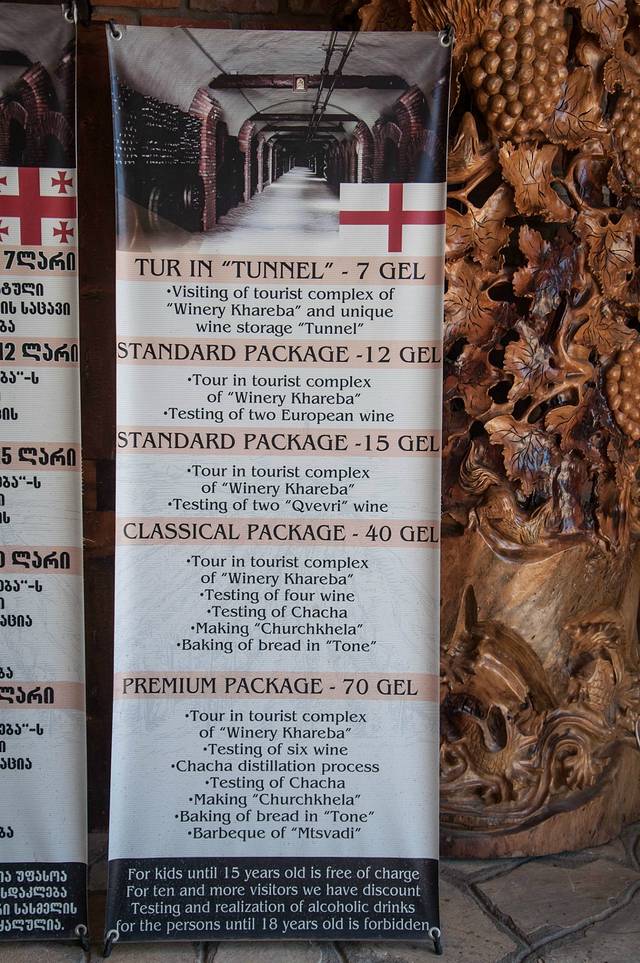 7ლარი
ის საცავი
12 ლარი
5 ლარი
0 ლარი
ლარი
უფასოა
სასმელის
TUR IN “TUNNEL” - 7 GEL
•Visiting of tourist complex of
“Winery Khareba” and unique
wine storage “Tunnel”
STANDARD PACKAGE -12 GEL
•Tour in tourist complex
of “Winery Khareba”
•Testing of two European wine
STANDARD PACKAGE -15 GEL
•Tour in tourist complex
of “Winery Khareba”
•Testing of two “Qvevri” wine
CLASSICAL PACKAGE - 40 GEL
•Tour in tourist complex
of “Winery Khareba”
•Testing of four wine
•Testing of Chacha
•Making “Churchkhela”
•Baking of bread in “Tone”
PREMIUM PACKAGE - 70 GEL
•Tour in tourist complex
of “Winery Khareba”
•Testing of six wine
•Chacha distillation process
•Testing of Chacha
•Making “Churchkhela”
•Baking of bread in “Tone”
•Barbeque of “Mtsvadi”
For kids until 15 years old is free of charge
For ten and more visitors we have discount
Testing and realization of alcoholic drinks
for the persons until 18 years old is forbidden